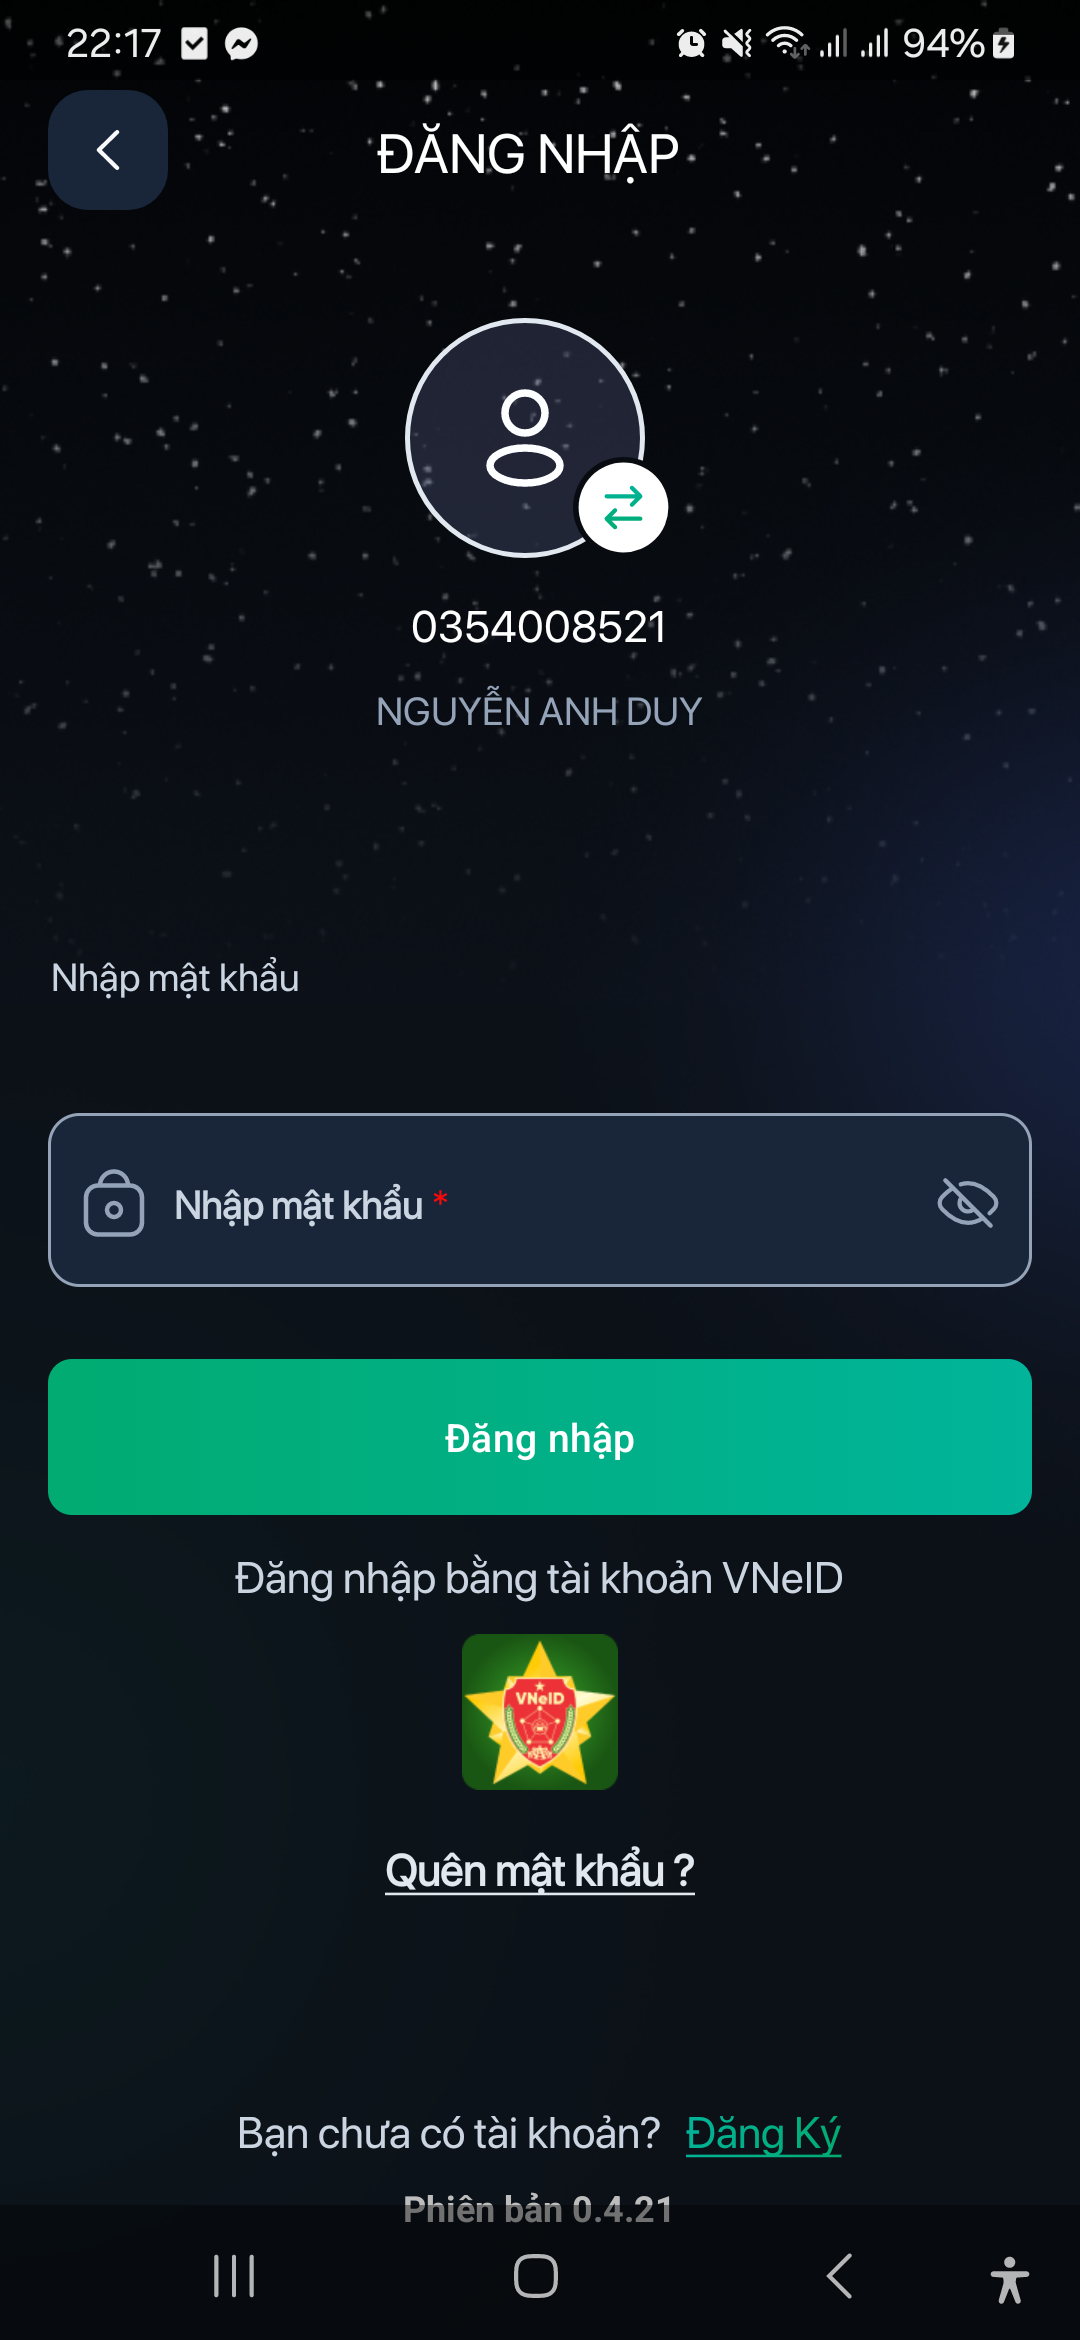 22:17
94%
ĐĂNG NHẬP
0354008521
NGUYỄN ANH DUY
Nhập mật khẩu
Nhập mật khẩu *
Đăng nhập
Đăng nhập bằng tài khoản VNeID
VNeID
Quên mật khẩu ?
Bạn chưa có tài khoản? Đăng Ký
Phiên bản 0.4.21